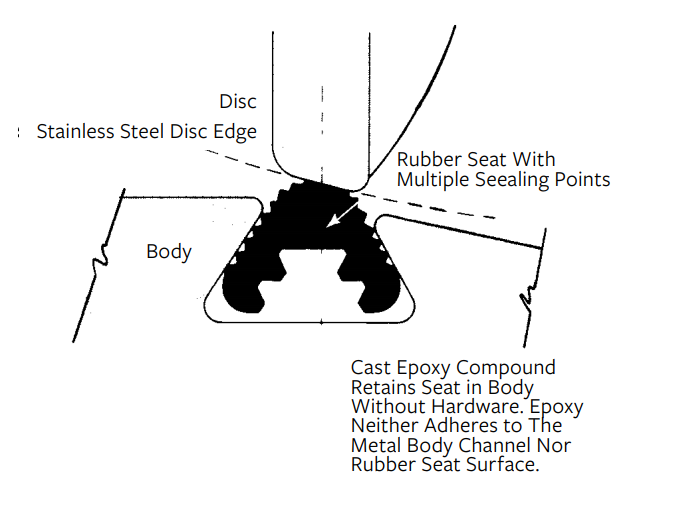 Disc
Stainless Steel Disc Edge
Rubber Seat With
Multiple Seealing Points
Body
Cast Epoxy Compound
Retains Seat in Body
Without Hardware. Epoxy
Neither Adheres to The
Metal Body Channel Nor
Rubber Seat Surface.